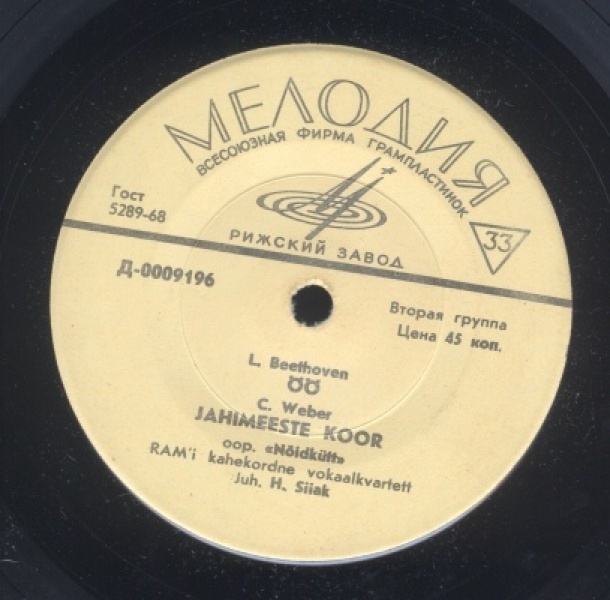 МЕЛОДИЯ
ВСЕСОЮЗНАЯ ФИРМА ГРАМПЛАСТИНОК
Гост
5289-68
33
РИЖСКИЙ ЗАВОД
Д-0009196
Вторая группа
Цена 45 коп.
L. Beethoven
ÖÖ
C. Weber
JAHIMEESTE KOOR
oop. «Nõidkütt»
RAM'i kahekordne vokaalkvartett
Juh. H. Siiak